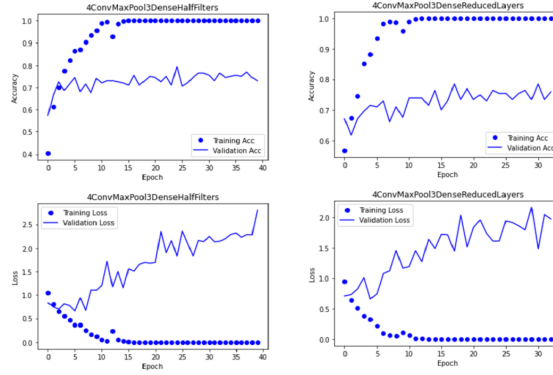 4ConvMaxPool3DenseHalfFilters
1.0
0.9
0.8
0.7
0.6
0.5
0.4
Accuracy
Training Acc
Validation Acc
0 5 10 15 20 25 30 35 40
Epoch
4ConvMaxPool3DenseReducedLayers
1.0
0.9
0.8
0.7
0.6
Accuracy
Training Acc
Validation Acc
0 5 10 15 20 25 30
Epoch
4ConvMaxPool3DenseHalfFilters
Training Loss
Validation Loss
2.5
2.0
1.5
1.0
0.5
0.0
Loss
0 5 10 15 20 25 30 35 40
Epoch
4ConvMaxPool3DenseReducedLayers
Training Loss
Validation Loss
2.0
1.5
1.0
0.5
0.0
Loss
0 5 10 15 20 25 30
Epoch